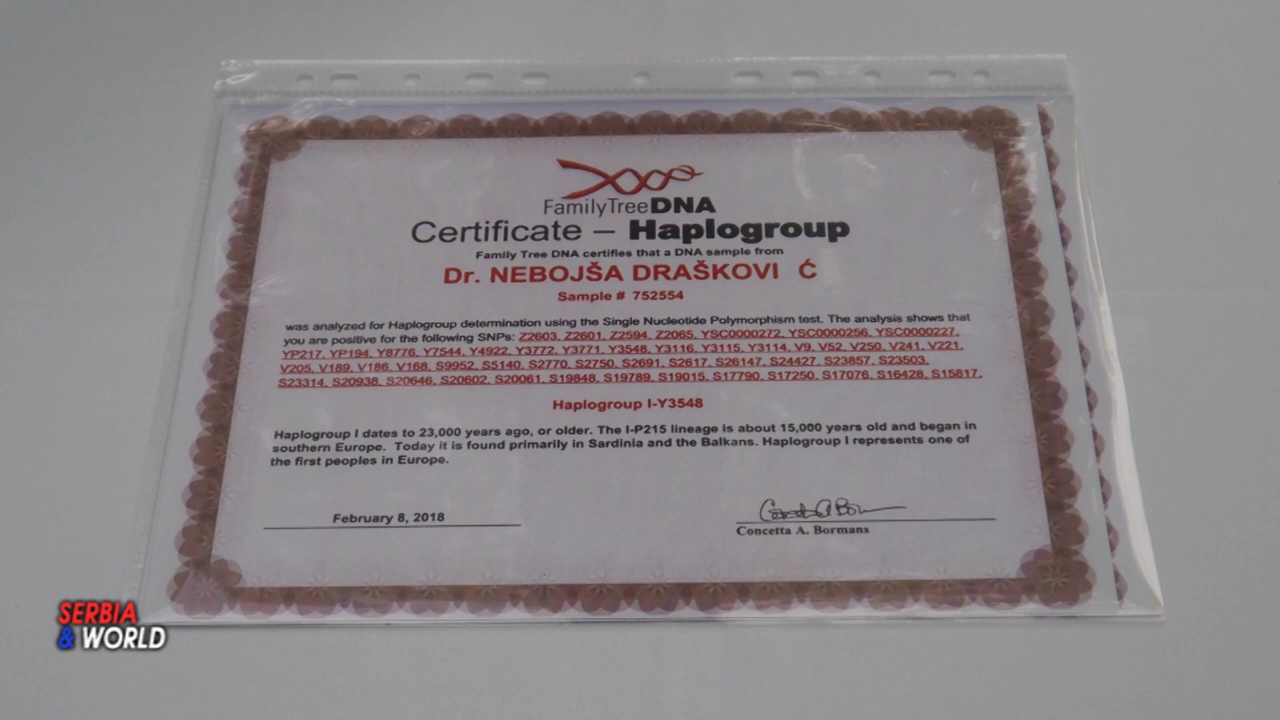 FamilyTreeDNA
Certificate – Haplogroup
Family Tree DNA certifies that a DNA sample from
Dr. NEBOJŠA DRAŠKOVI Ć
Sample # 752554
was analyzed for Haplogroup determination using the Single Nucleotide Polymorphism test. The analysis shows that
you are positive for the following SNPs: Z2603, Z2601, Z2594, Z2065, YSC0000272, YSC0000256, YSC0000227,
YP217, YP194, Y8776, Y7544, Y4922, Y3772, Y3771, Y3548, Y3116, Y3115, Y3114, V9, V52, V250, V241, V221,
V205, V189, V186, V168, S9952, S5140, S2770, S2750, S2691, S2617, S26147, S24427, S23857, S23503,
S23314, S20938, S20646, S20602, S20061, S19848, S19789, S19015, S17790, S17250, S17076, S16428, S15817,
Haplogroup I-Y3548
Haplogroup I dates to 23,000 years ago, or older. The I-P215 lineage is about 15,000 years old and began in
southern Europe. Today it is found primarily in Sardinia and the Balkans. Haplogroup I represents one of
the first peoples in Europe.
February 8, 2018
Concetta A. Bormans
SERBIA
& WORLD